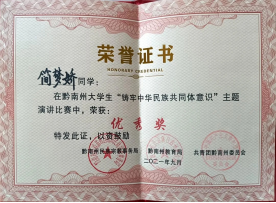 荣誉证书
HONORARY CREDENTIAL
简梦娇同学：
在黔南州大学生“铸牢中华民族共同体意识”主题
演讲比赛中，荣获：
优秀奖
特发此证，以资鼓励
黔南州民族宗教事务局 黔南州教育局 共青团黔南州委员会
二〇二一年九月